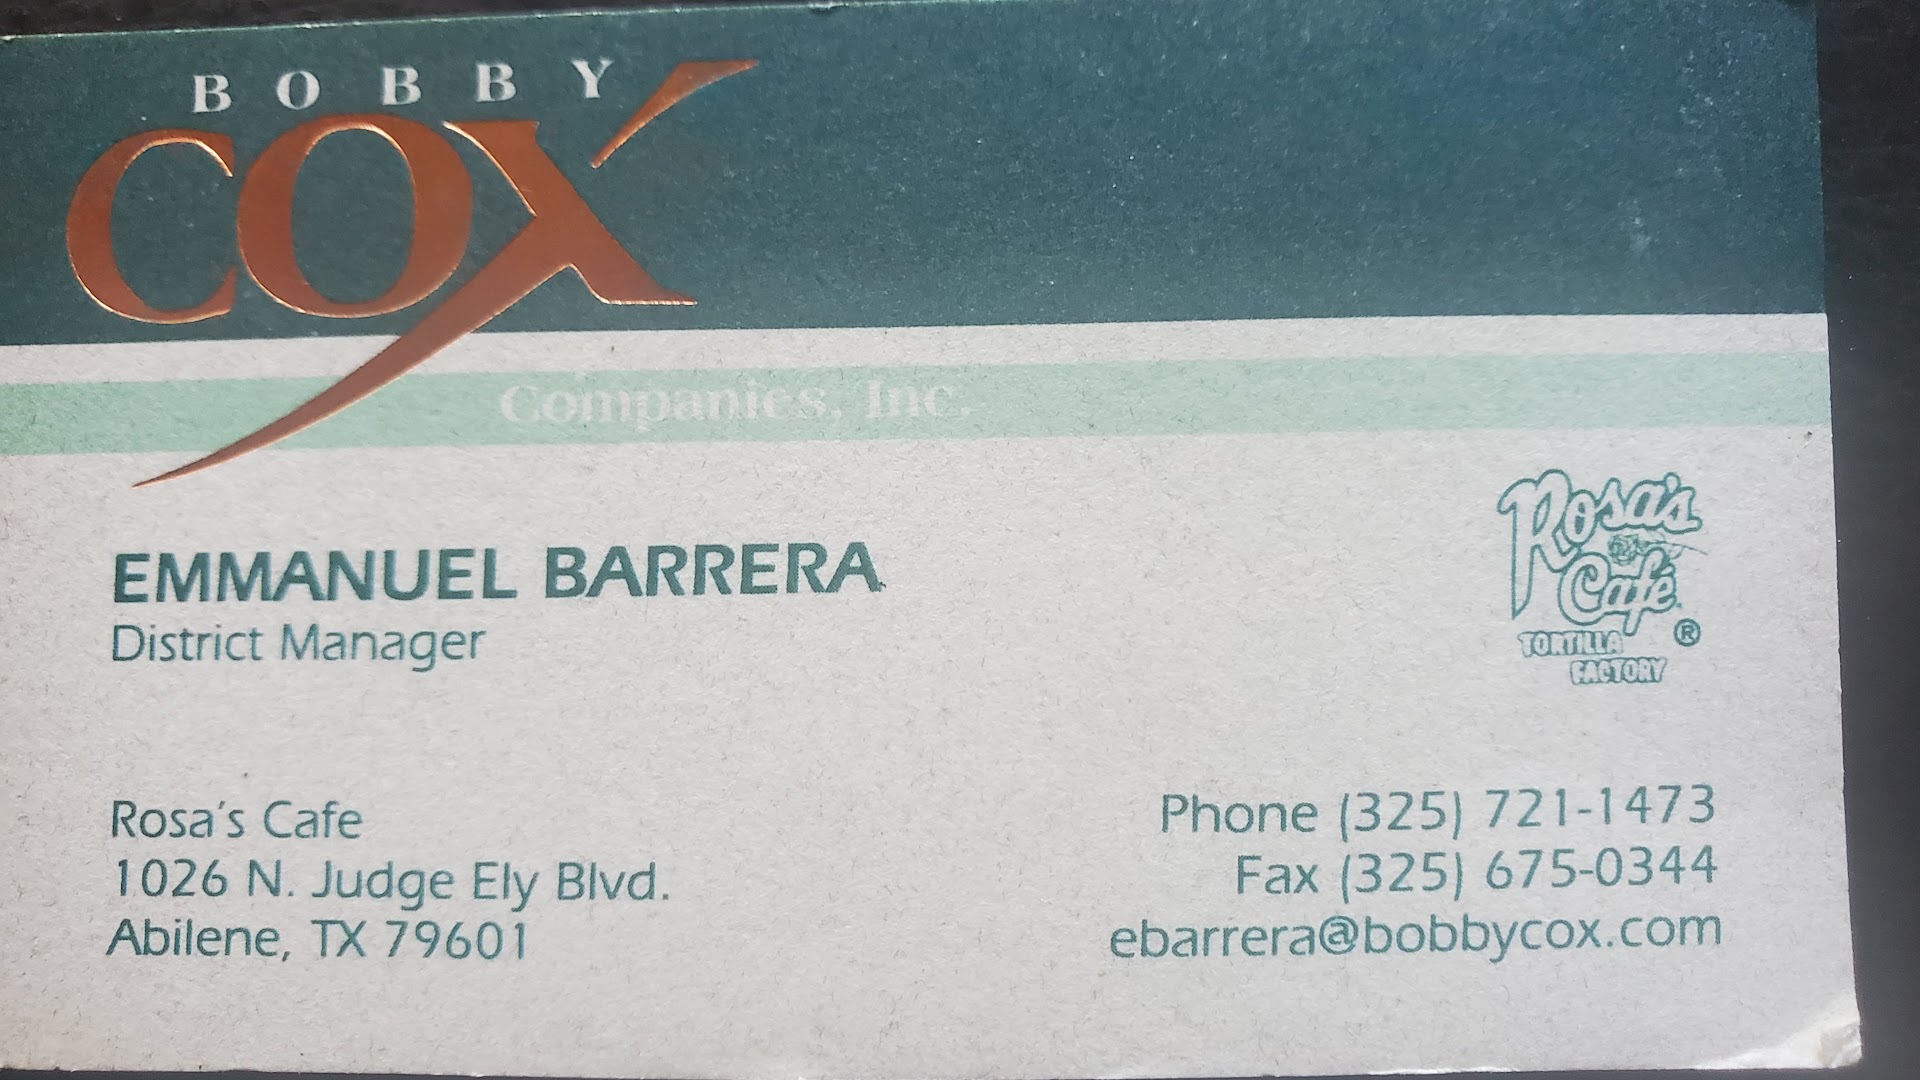 BOBBY
COX
Companies, Inc.
Rosa's
Café
TORTILLA
FACTORY
®
EMMANUEL BARRERA
District Manager
Rosa's Cafe
1026 N. Judge Ely Blvd.
Abilene, TX 79601
Phone (325) 721-1473
Fax (325) 675-0344
ebarrera@bobbycox.com